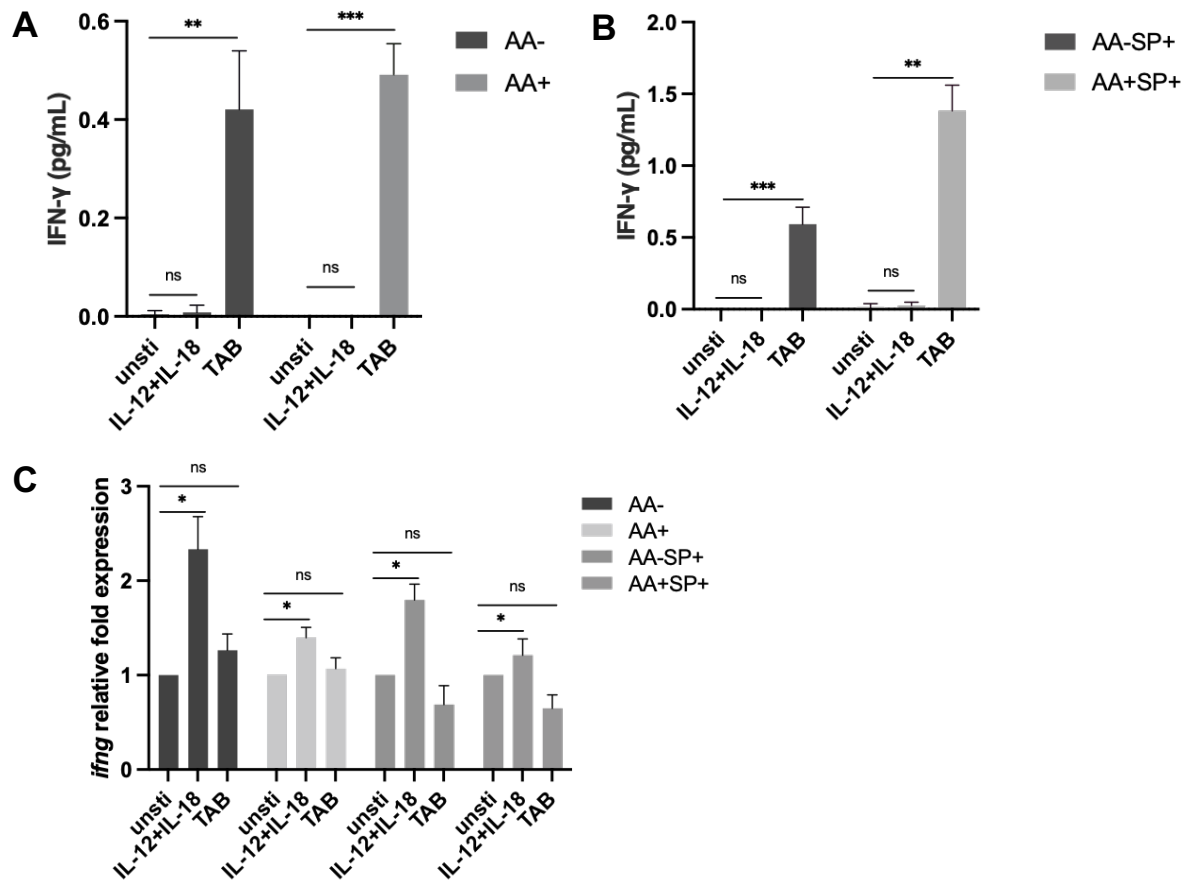 A
IFN-γ (pg/mL)
0.6
0.4
0.2
0.0
**
***
ns
ns
unsti
IL-12+IL-18
TAB
unsti
IL-12+IL-18
TAB
AA-
AA+
B
IFN-γ (pg/mL)
2.0
1.5
1.0
0.5
0.0
***
**
ns
ns
unsti
IL-12+IL-18
TAB
unsti
IL-12+IL-18
TAB
AA-SP+
AA+SP+
C
ifng relative fold expression
3
2
1
0
ns
*
ns
*
ns
*
ns
*
unsti
IL-12+IL-18
TAB
unsti
IL-12+IL-18
TAB
unsti
IL-12+IL-18
TAB
unsti
IL-12+IL-18
TAB
AA-
AA+
AA-SP+
AA+SP+